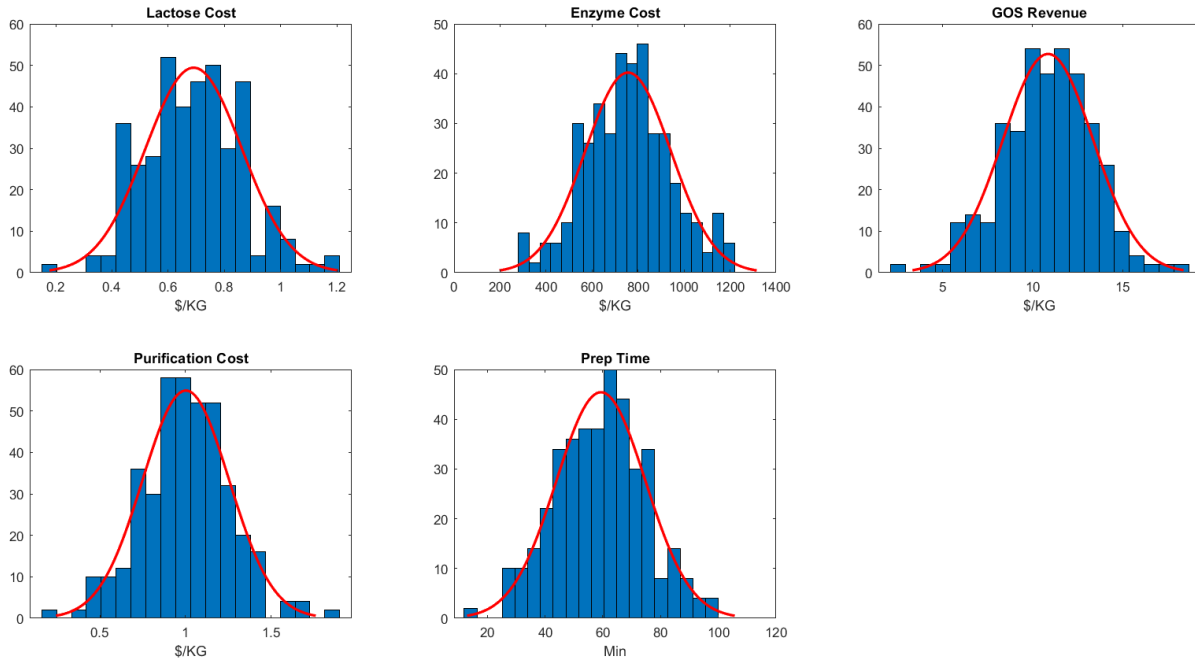 Lactose Cost
60
50
40
30
20
10
0
0.2 0.4 0.6 0.8 1 1.2
$/KG
Enzyme Cost
50
40
30
20
10
0
0 200 400 600 800 1000 1200 1400
$/KG
GOS Revenue
60
50
40
30
20
10
0
5 10 15
$/KG
Purification Cost
60
50
40
30
20
10
0
0.5 1 1.5
$/KG
Prep Time
50
40
30
20
10
0
20 40 60 80 100 120
Min